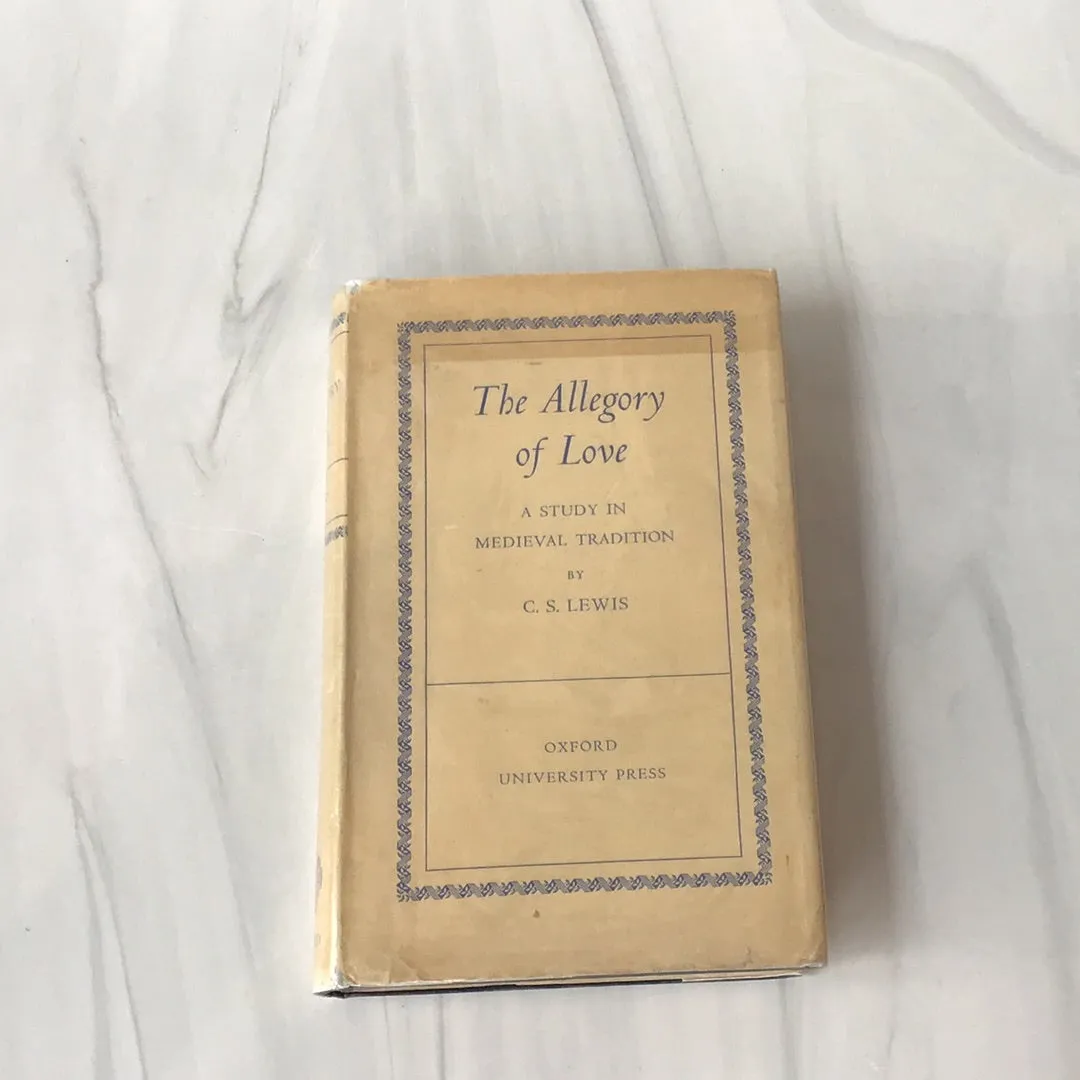 The Allegory
of Love
A STUDY IN
MEDIEVAL TRADITION
BY
C. S. LEWIS
OXFORD
UNIVERSITY PRESS